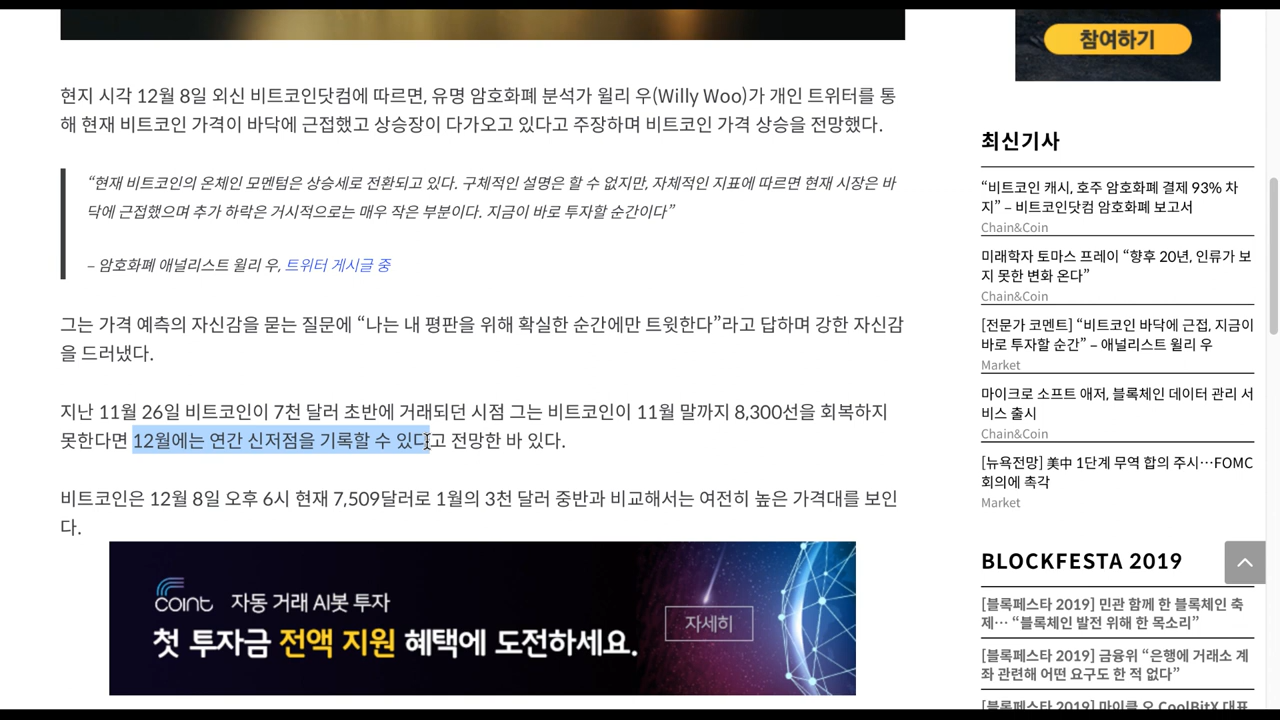 참여하기
현지 시각 12월 8일 외신 비트코인닷컴에 따르면, 유명 암호화폐 분석가 윌리 우(Willy Woo)가 개인 트위터를 통
해 현재 비트코인 가격이 바닥에 근접했고 상승장이 다가오고 있다고 주장하며 비트코인 가격 상승을 전망했다.
“현재 비트코인의 온체인 모멘텀은 상승세로 전환되고 있다. 구체적인 설명은 할 수 없지만, 자체적인 지표에 따르면 현재 시장은 바
닥에 근접했으며 추가 하락은 거시적으로는 매우 작은 부분이다. 지금이 바로 투자할 순간이다”
– 암호화폐 애널리스트 윌리 우, 트위터 게시글 중
그는 가격 예측의 자신감을 묻는 질문에 “나는 내 평판을 위해 확실한 순간에만 트윗한다”라고 답하며 강한 자신감
을 드러냈다.
지난 11월 26일 비트코인이 7천 달러 초반에 거래되던 시점 그는 비트코인이 11월 말까지 8,300선을 회복하지
못한다면 12월에는 연간 신저점을 기록할 수 있다고 전망한 바 있다.
비트코인은 12월 8일 오후 6시 현재 7,509달러로 1월의 3천 달러 중반과 비교해서는 여전히 높은 가격대를 보인
다.
coint 자동 거래 AI봇 투자
첫 투자금 전액 지원 혜택에 도전하세요.
자세히
최신기사
“비트코인 캐시, 호주 암호화폐 결제 93% 차
지” – 비트코인닷컴 암호화폐 보고서
Chain&Coin
미래학자 토마스 프레이 “향후 20년, 인류가 보
지 못한 변화 온다”
Chain&Coin
[전문가 코멘트] “비트코인 바닥에 근접, 지금이
바로 투자할 순간” – 애널리스트 윌리 우
Market
마이크로 소프트 애저, 블록체인 데이터 관리 서
비스 출시
Chain&Coin
[뉴욕전망] 美中 1단계 무역 합의 주시…FOMC
회의에 촉각
Market
BLOCKFESTA 2019
[블록페스타 2019] 민관 함께 한 블록체인 축
제… “블록체인 발전 위해 한 목소리”
[블록페스타 2019] 금융위 “은행에 거래소 계
좌 관련해 어떤 요구도 한 적 없다”
[블록페스타 2019] 마이클 오 CoolBitX 대표